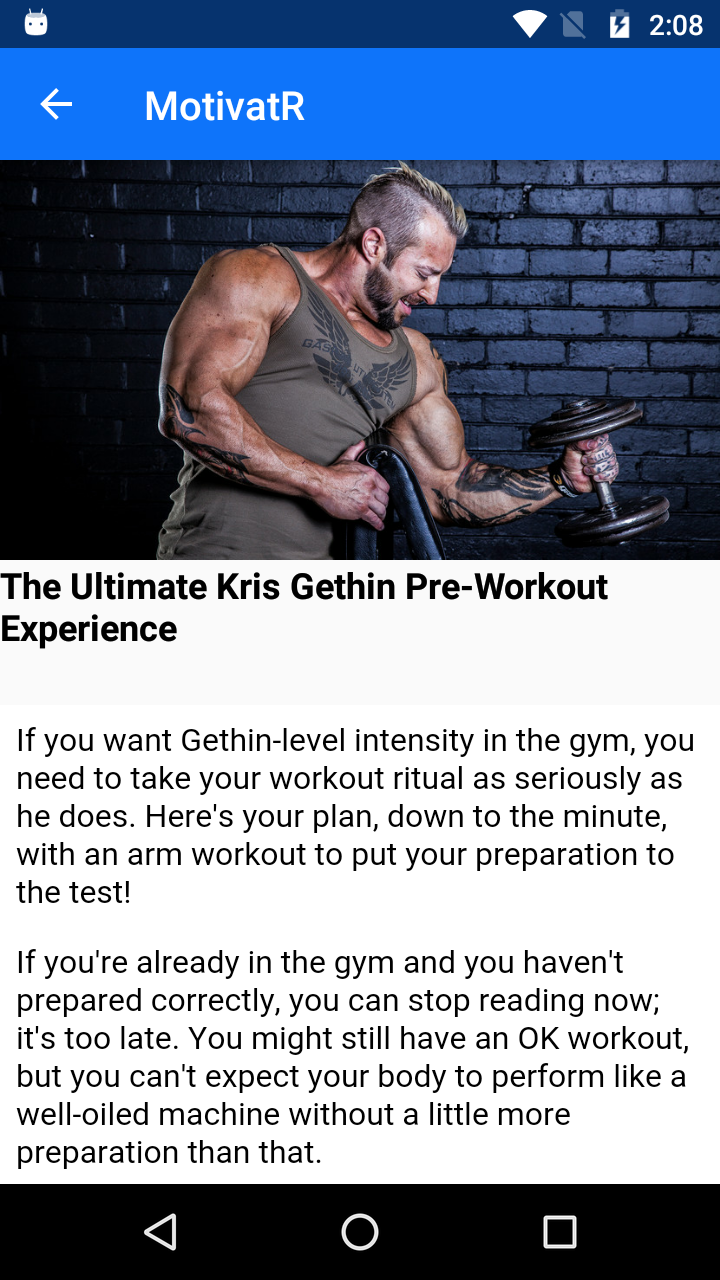 2:08
MotivatR
The Ultimate Kris Gethin Pre-Workout
Experience
If you want Gethin-level intensity in the gym, you
need to take your workout ritual as seriously as
he does. Here's your plan, down to the minute,
with an arm workout to put your preparation to
the test!
If you're already in the gym and you haven't
prepared correctly, you can stop reading now;
it's too late. You might still have an OK workout,
but you can't expect your body to perform like a
well-oiled machine without a little more
preparation than that.